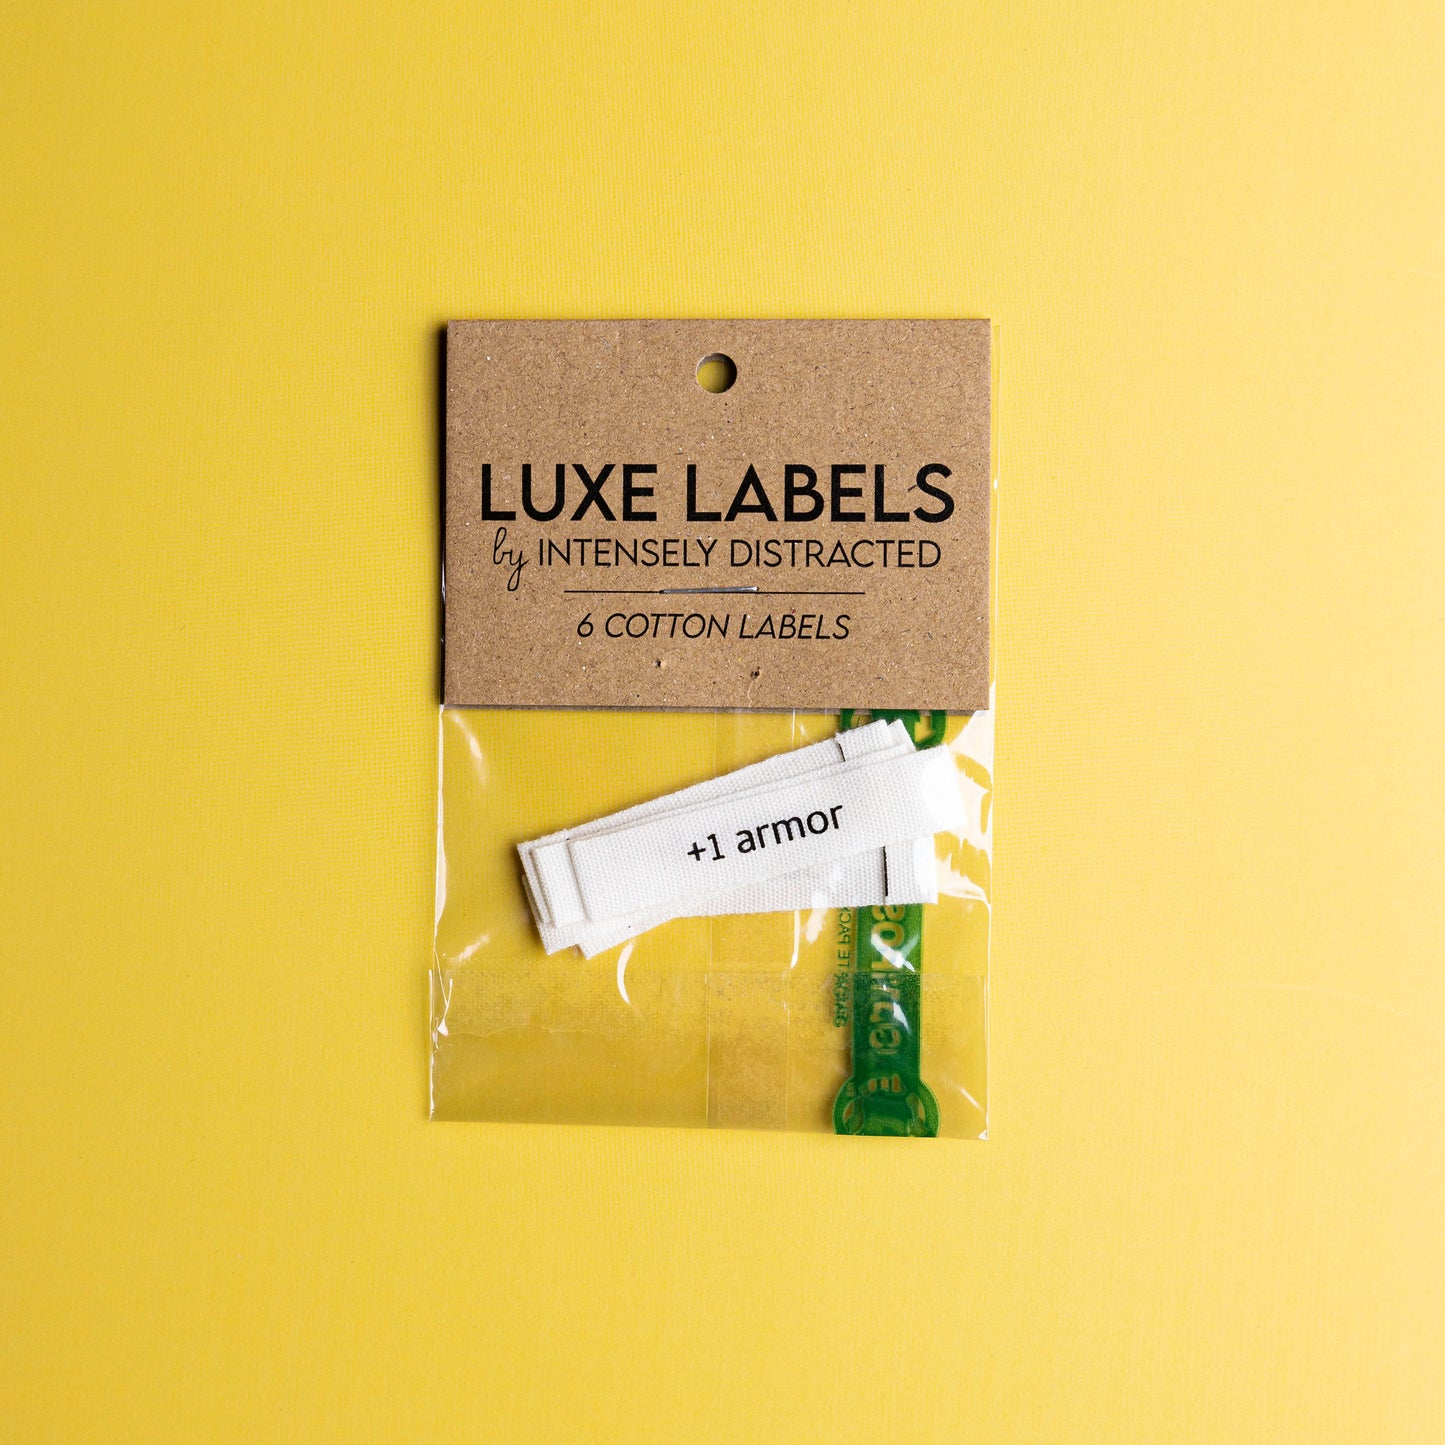 LUXE LABELS
by INTENSELY DISTRACTED
6 COTTON LABELS
+1 armor